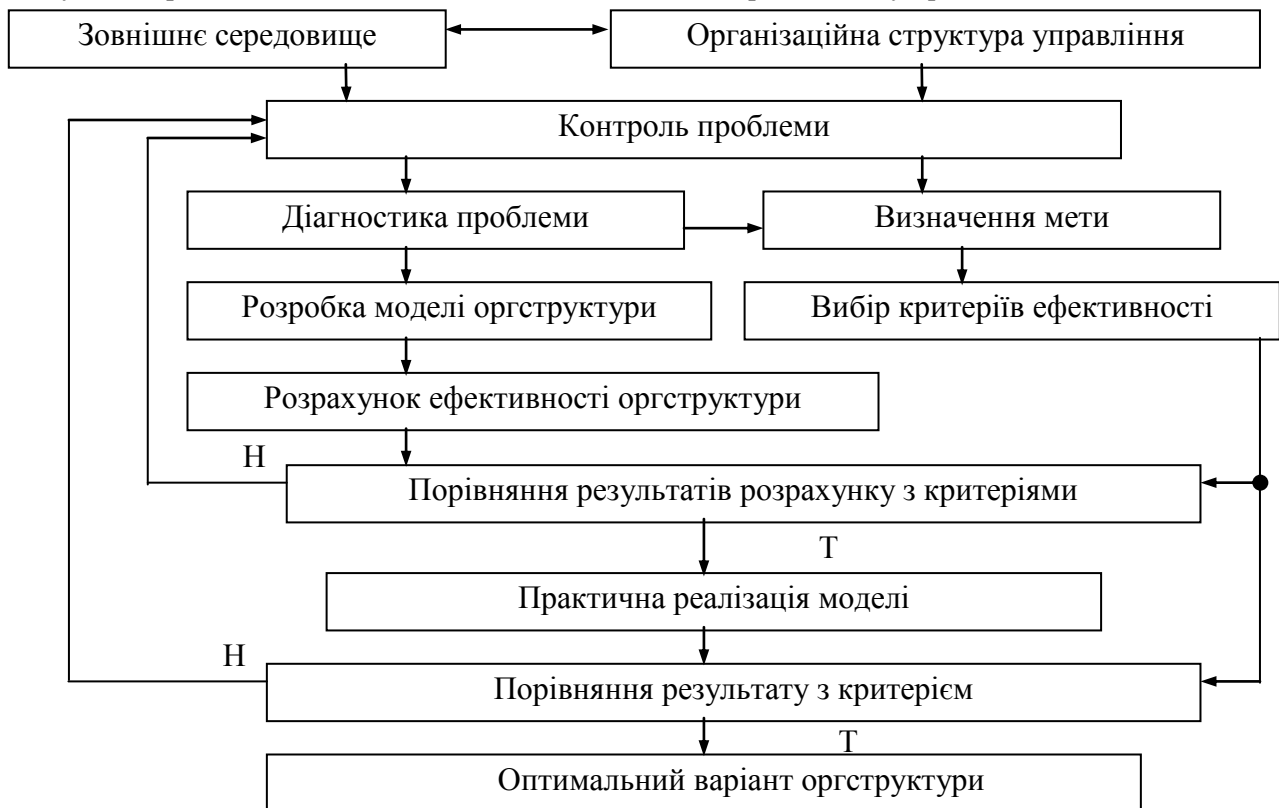 Зовнішнє середовище
Організаційна структура управління
Контроль проблеми
Діагностика проблеми
Визначення мети
Розробка моделі оргструктури
Вибір критеріїв ефективності
Розрахунок ефективності оргструктури
Н
Порівняння результатів розрахунку з критеріями
Т
Практична реалізація моделі
Н
Порівняння результату з критерієм
Т
Оптимальний варіант оргструктури